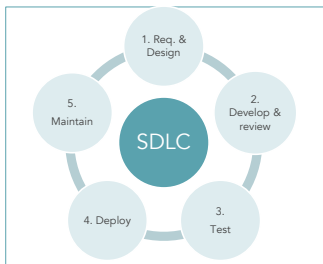 1. Req. &
Design
2.
Develop &
review
3.
Test
4. Deploy
5.
Maintain
SDLC